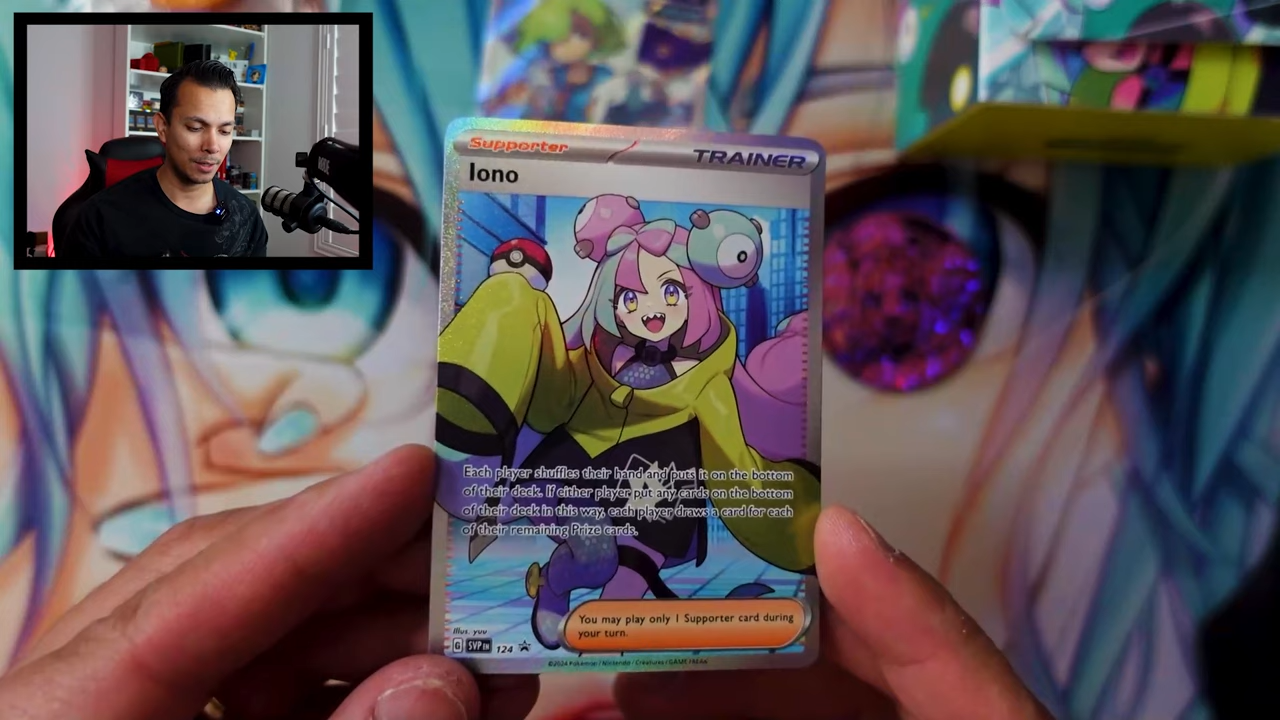 Supporter
TRAINER
Iono
Each player shuffles their hand and puts it on the bottom
of their deck. If either player put any cards on the bottom
of their deck in this way, each player draws a card for each
of their remaining Prize cards.
You may play only 1 Supporter card during
your turn.
Illus. yuu
G SVP EN 124
©2024 Pokémon / Nintendo / Creatures / GAME FREAK